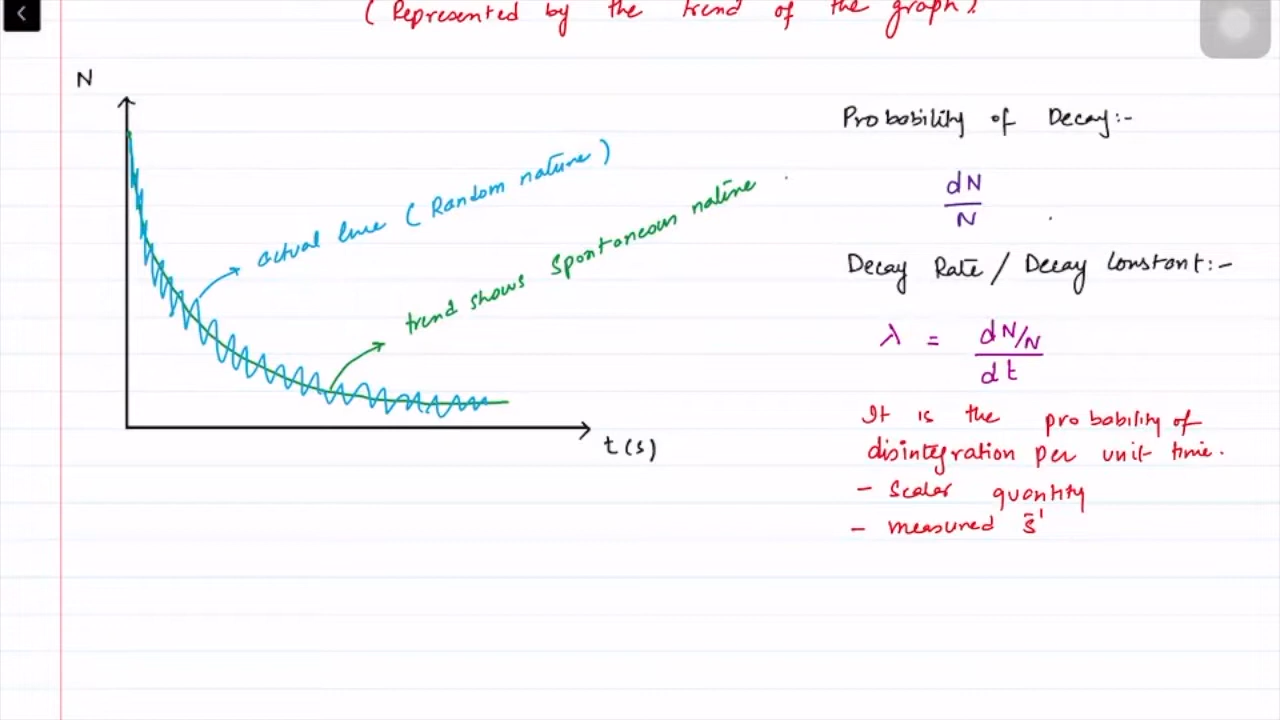 (Represented by the trend of the graph)
N
actual line (Random nature)
trend shows Spontaneous nature
t(s)
Probability of Decay:-
dN
N
Decay Rate / Decay Constant:-
λ = dN/N
dt
It is the probability of
disintegration per unit time.
- Scalar quantity
- measured s⁻¹